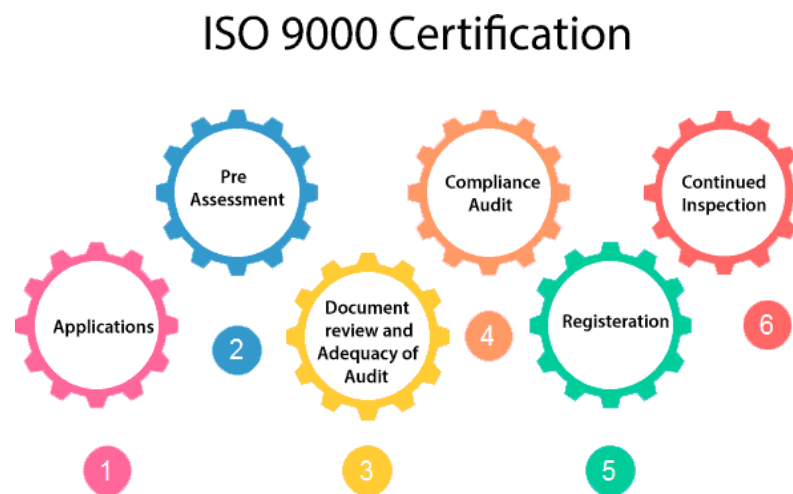 ISO 9000 Certification
Applications
1
Pre
Assessment
2
Document
review and
Adequacy of
Audit
3
Compliance
Audit
4
Registeration
5
Continued
Inspection
6